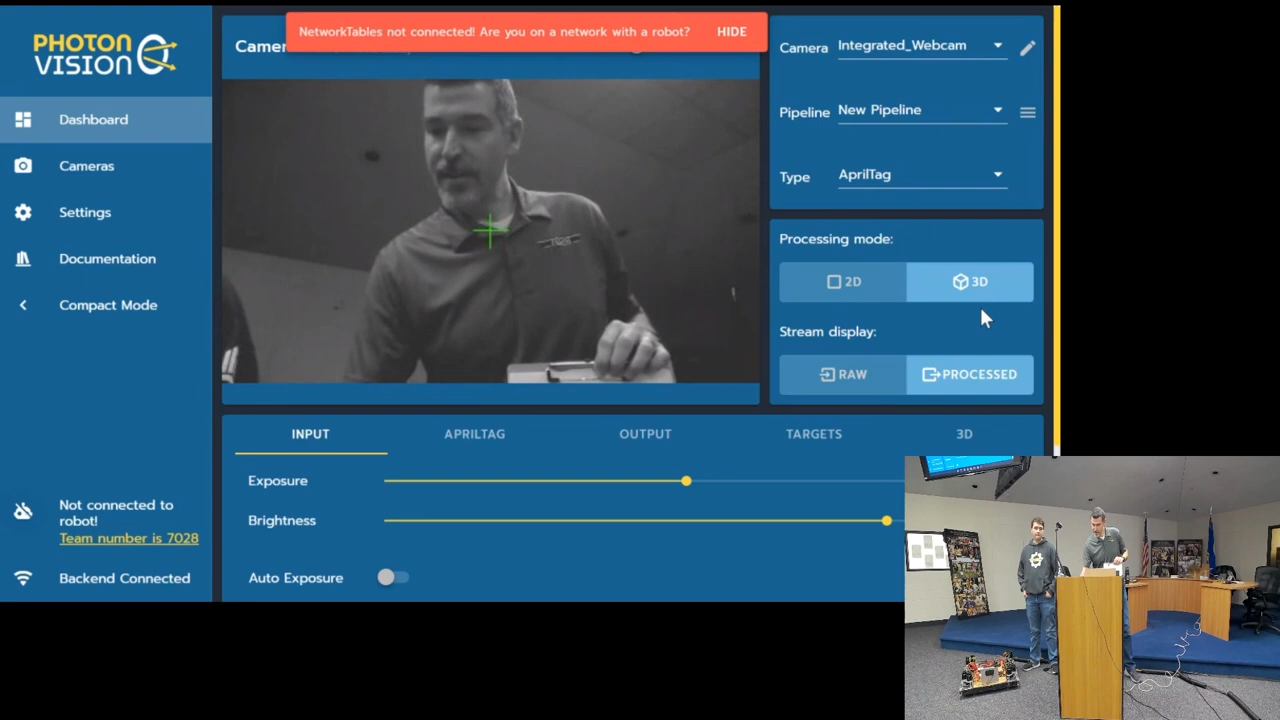 PHOTON
VISION
Dashboard
Cameras
Settings
Documentation
Compact Mode
Not connected to
robot!
Team number is 7028
Backend Connected
NetworkTables not connected! Are you on a network with a robot?
HIDE
Camer
Camera
Integrated_Webcam
Pipeline
New Pipeline
Type
AprilTag
Processing mode:
2D
3D
Stream display:
RAW
PROCESSED
INPUT
APRILTAG
OUTPUT
TARGETS
3D
Exposure
Brightness
Auto Exposure